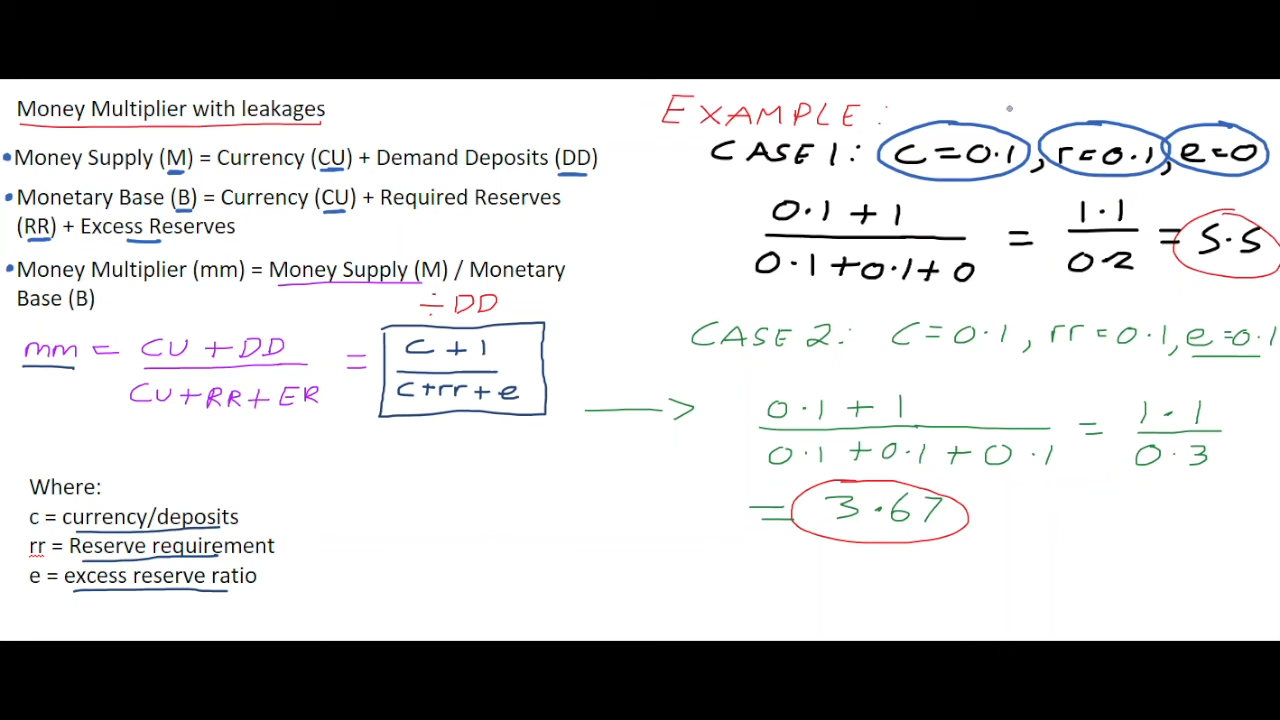 Money Multiplier with leakages
•Money Supply (M) = Currency (CU) + Demand Deposits (DD)
•Monetary Base (B) = Currency (CU) + Required Reserves
(RR) + Excess Reserves
•Money Multiplier (mm) = Money Supply (M) / Monetary
Base (B)
÷ DD
mm = CU + DD = c + 1
CU + RR + ER c + rr + e
Where:
c = currency/deposits
rr = Reserve requirement
e = excess reserve ratio
EXAMPLE:
CASE 1: C = 0.1, r = 0.1, e = 0
0.1 + 1 = 1.1 = 5.5
0.1 + 0.1 + 0 0.2
CASE 2: C = 0.1, rr = 0.1, e = 0.1
0.1 + 1 = 1.1
0.1 + 0.1 + 0.1 0.3
= 3.67